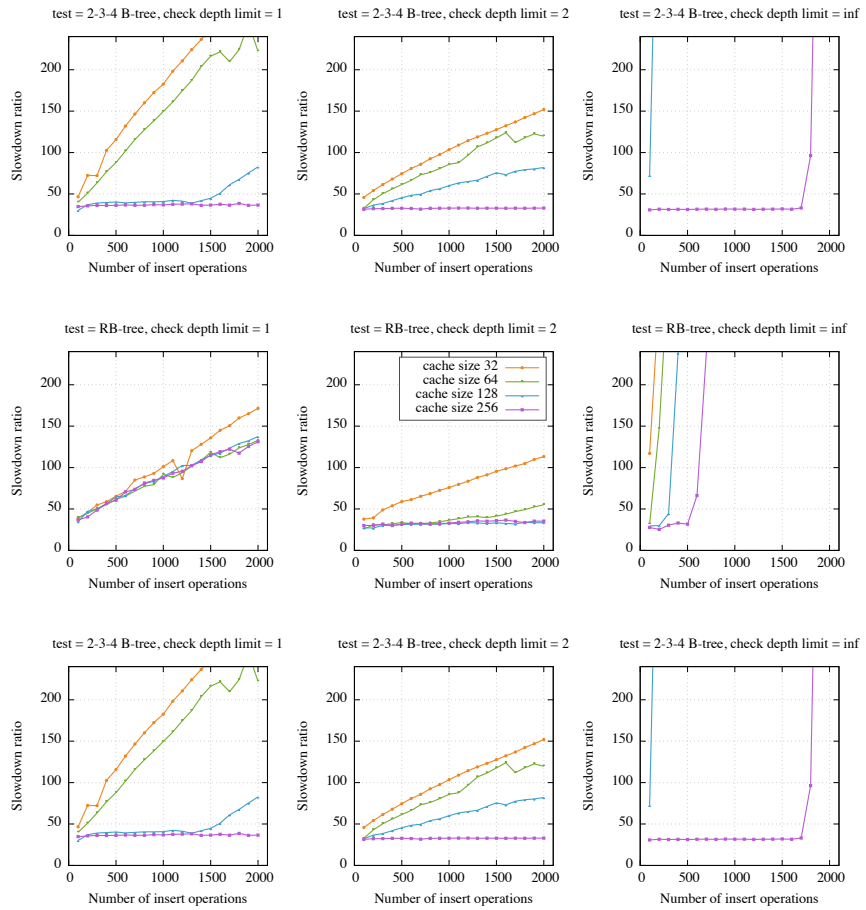 test = 2-3-4 B-tree, check depth limit = 1
test = 2-3-4 B-tree, check depth limit = 2
test = 2-3-4 B-tree, check depth limit = inf
Slowdown ratio
200
150
100
50
0
0 500 1000 1500 2000
Number of insert operations
Slowdown ratio
200
150
100
50
0
0 500 1000 1500 2000
Number of insert operations
Slowdown ratio
200
150
100
50
0
0 500 1000 1500 2000
Number of insert operations
test = RB-tree, check depth limit = 1
test = RB-tree, check depth limit = 2
test = RB-tree, check depth limit = inf
Slowdown ratio
200
150
100
50
0
0 500 1000 1500 2000
Number of insert operations
Slowdown ratio
200
150
100
50
0
cache size 32
cache size 64
cache size 128
cache size 256
0 500 1000 1500 2000
Number of insert operations
Slowdown ratio
200
150
100
50
0
0 500 1000 1500 2000
Number of insert operations
test = 2-3-4 B-tree, check depth limit = 1
test = 2-3-4 B-tree, check depth limit = 2
test = 2-3-4 B-tree, check depth limit = inf
Slowdown ratio
200
150
100
50
0
0 500 1000 1500 2000
Number of insert operations
Slowdown ratio
200
150
100
50
0
0 500 1000 1500 2000
Number of insert operations
Slowdown ratio
200
150
100
50
0
0 500 1000 1500 2000
Number of insert operations